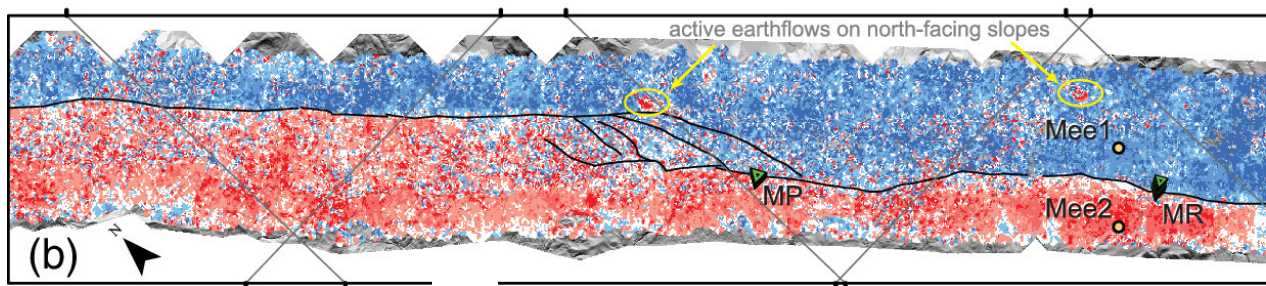 active earthflows on north-facing slopes
Mee1
MP
MR
Mee2
N
(b)